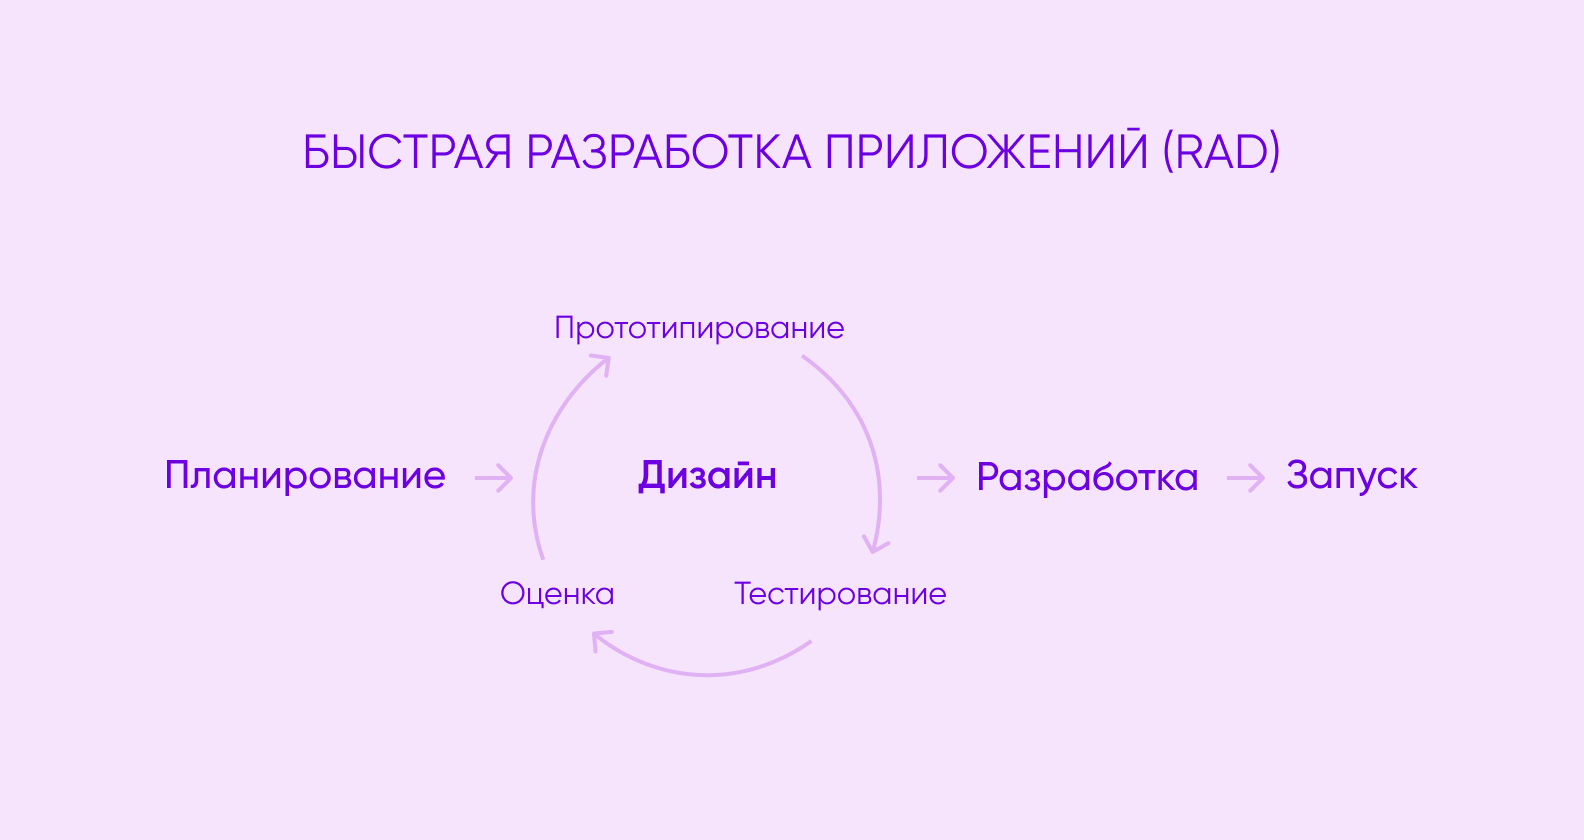 БЫСТРАЯ РАЗРАБОТКА ПРИЛОЖЕНИЙ (RAD)
Прототипирование
Планирование
Дизайн
Разработка
Запуск
Оценка
Тестирование